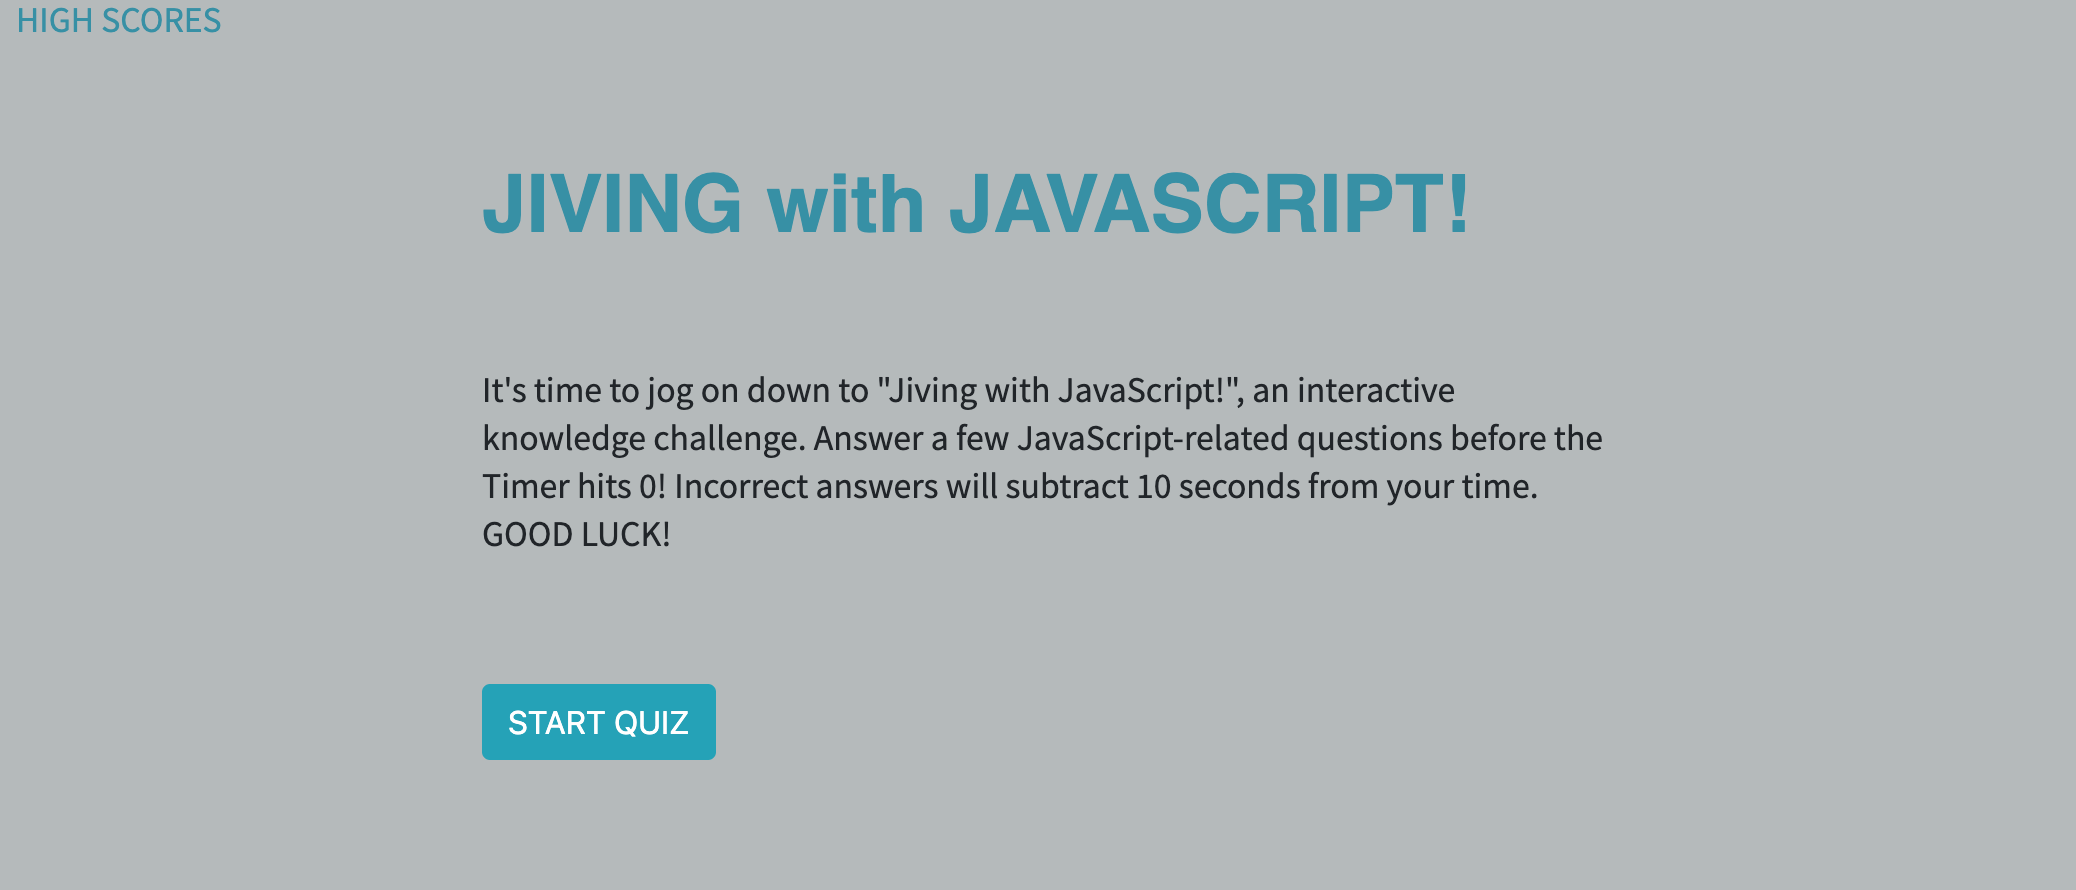 HIGH SCORES
JIVING with JAVASCRIPT!
It's time to jog on down to "Jiving with JavaScript!", an interactive
knowledge challenge. Answer a few JavaScript-related questions before the
Timer hits 0! Incorrect answers will subtract 10 seconds from your time.
GOOD LUCK!
START QUIZ